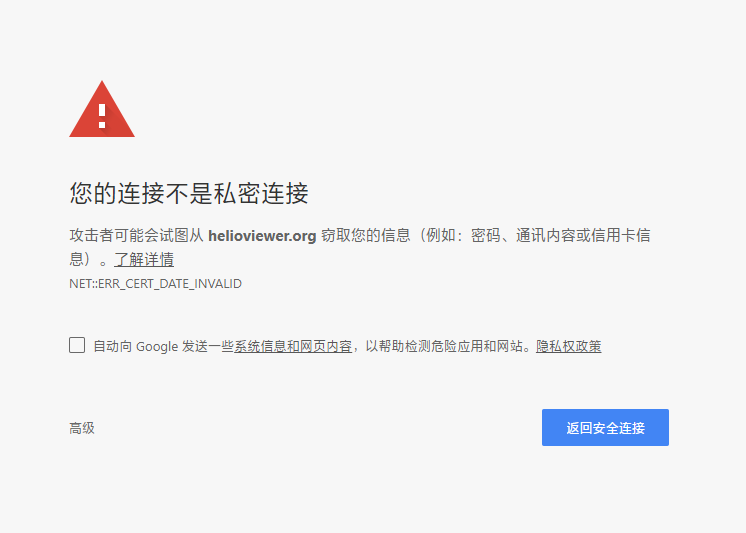 您的连接不是私密连接
攻击者可能会试图从 helioviewer.org 窃取您的信息（例如：密码、通讯内容或信用卡信
息）。了解详情
NET::ERR_CERT_DATE_INVALID
自动向 Google 发送一些系统信息和网页内容，以帮助检测危险应用和网站。隐私权政策
高级
返回安全连接